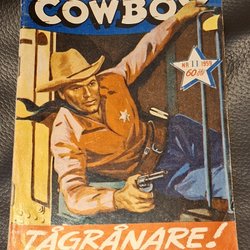 COWBOY
NR 11 1959
60 öre
TÅGRÅNARE!